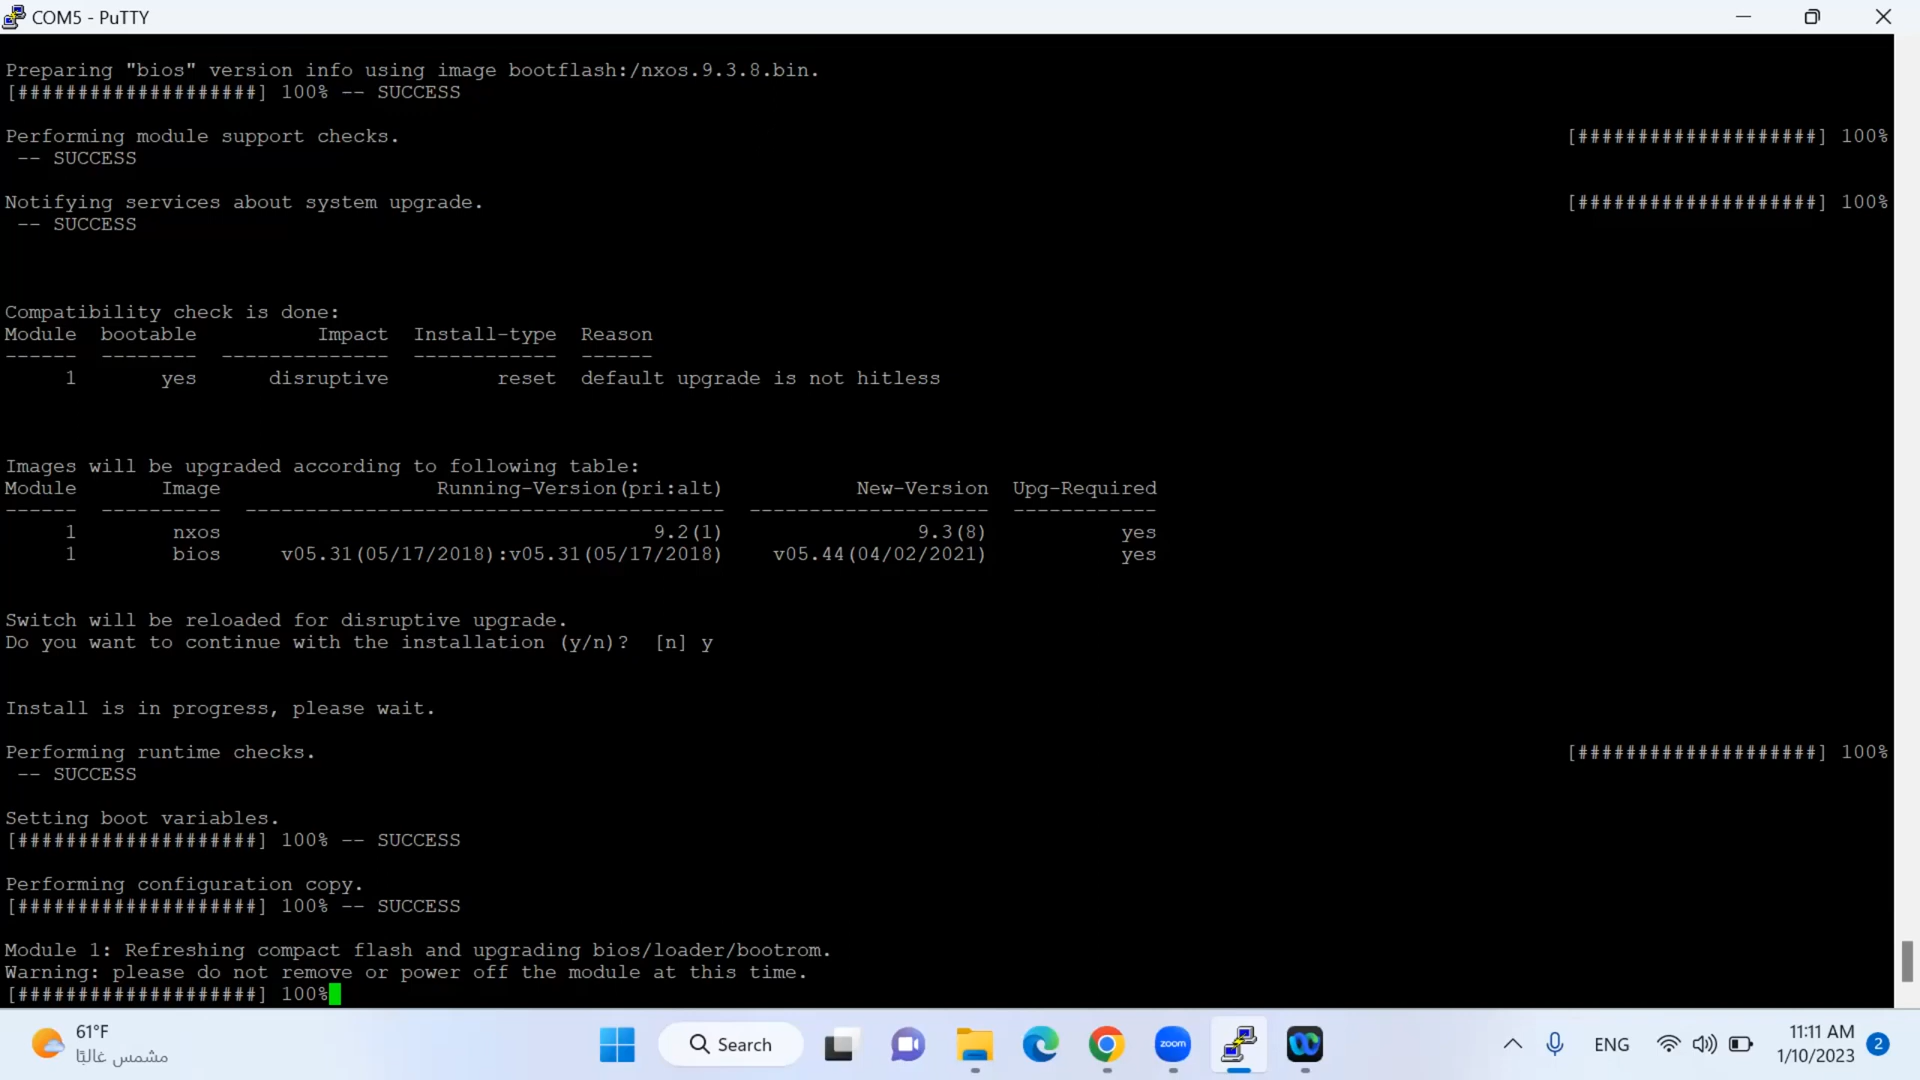 COM5 - PuTTY
Preparing "bios" version info using image bootflash:/nxos.9.3.8.bin.
[####################] 100% -- SUCCESS
Performing module support checks. [####################] 100%
-- SUCCESS
Notifying services about system upgrade. [####################] 100%
-- SUCCESS
Compatibility check is done:
Module bootable Impact Install-type Reason
------ -------- -------------- ------------ ------
1 yes disruptive reset default upgrade is not hitless
Images will be upgraded according to following table:
Module Image Running-Version(pri:alt) New-Version Upg-Required
------ ---------- ---------------------------------------- -------------------- ------------
1 nxos 9.2(1) 9.3(8) yes
1 bios v05.31(05/17/2018):v05.31(05/17/2018) v05.44(04/02/2021) yes
Switch will be reloaded for disruptive upgrade.
Do you want to continue with the installation (y/n)? [n] y
Install is in progress, please wait.
Performing runtime checks. [####################] 100%
-- SUCCESS
Setting boot variables.
[####################] 100% -- SUCCESS
Performing configuration copy.
[####################] 100% -- SUCCESS
Module 1: Refreshing compact flash and upgrading bios/loader/bootrom.
Warning: please do not remove or power off the module at this time.
[####################] 100%
61°F
مشمس غالبًا
Search
zoom
ENG
11:11 AM
1/10/2023
2